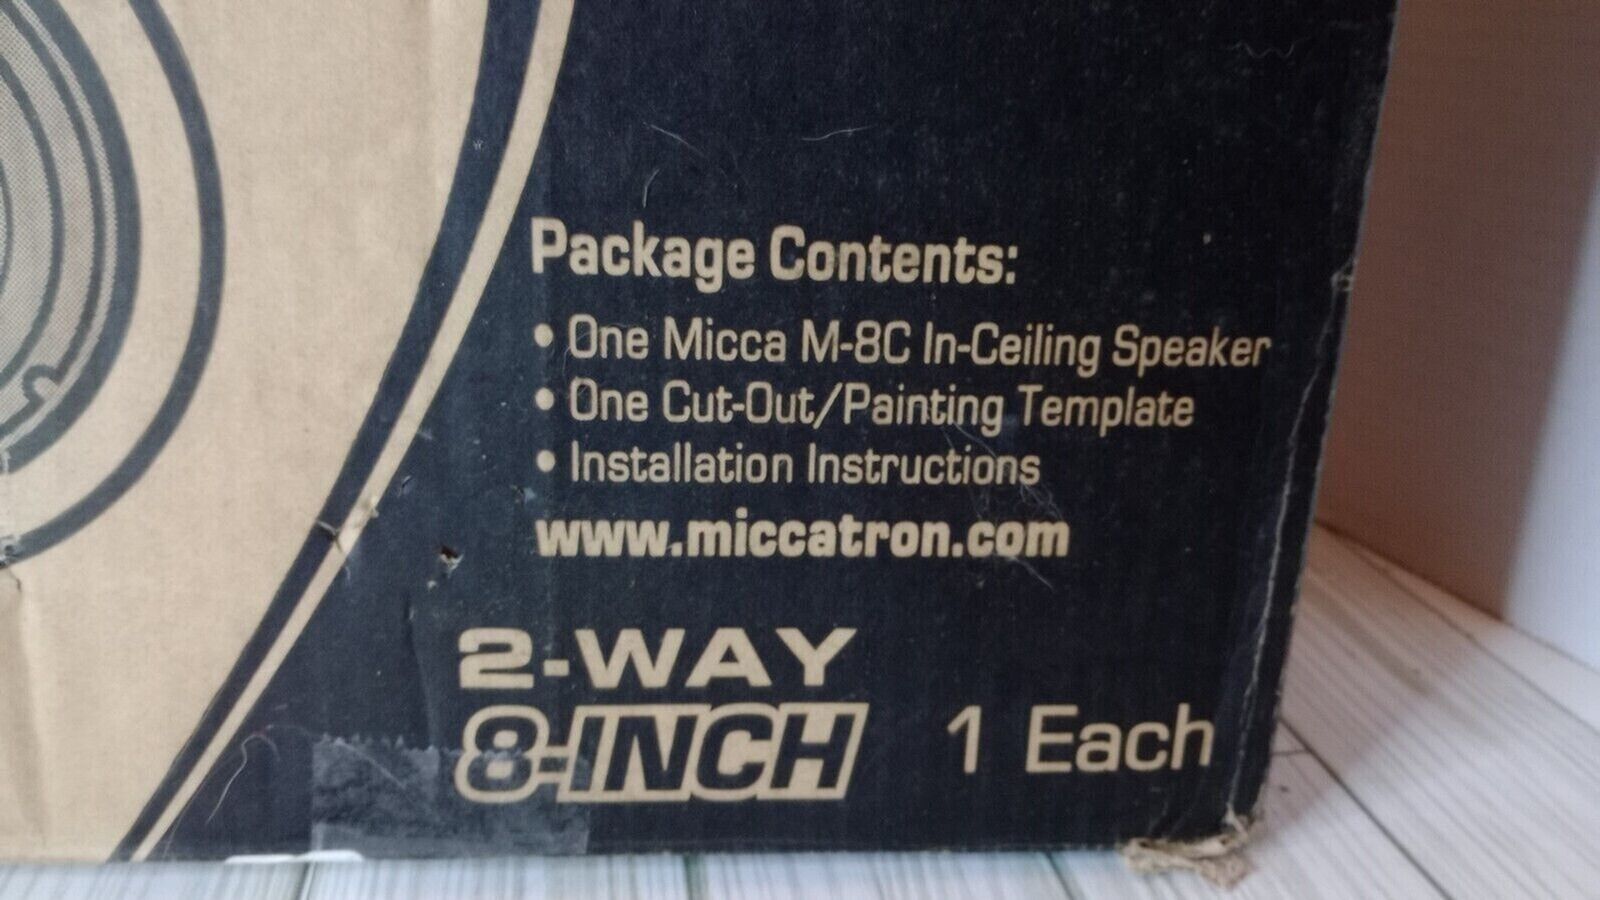 Package Contents:
• One Micca M-8C In-Ceiling Speaker
• One Cut-Out/Painting Template
• Installation Instructions
www.miccatron.com
2-WAY
8-INCH 1 Each